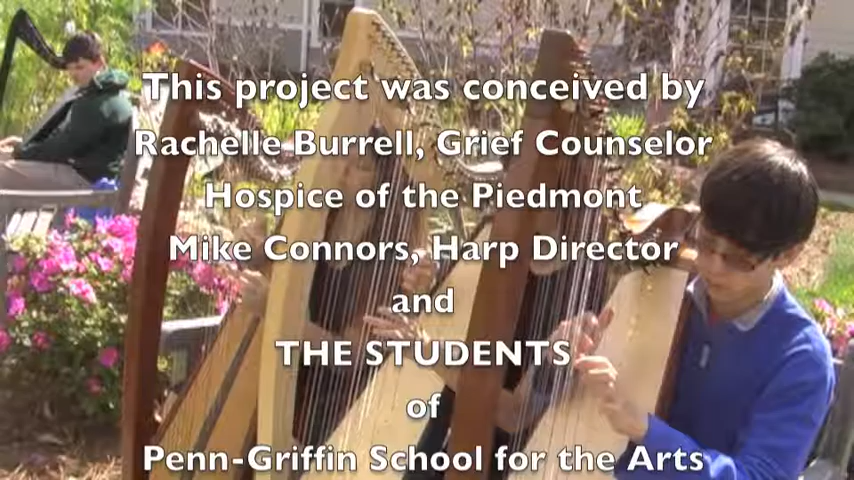 This project was conceived by
Rachelle Burrell, Grief Counselor
Hospice of the Piedmont
Mike Connors, Harp Director
and
THE STUDENTS
of
Penn-Griffin School for the Arts